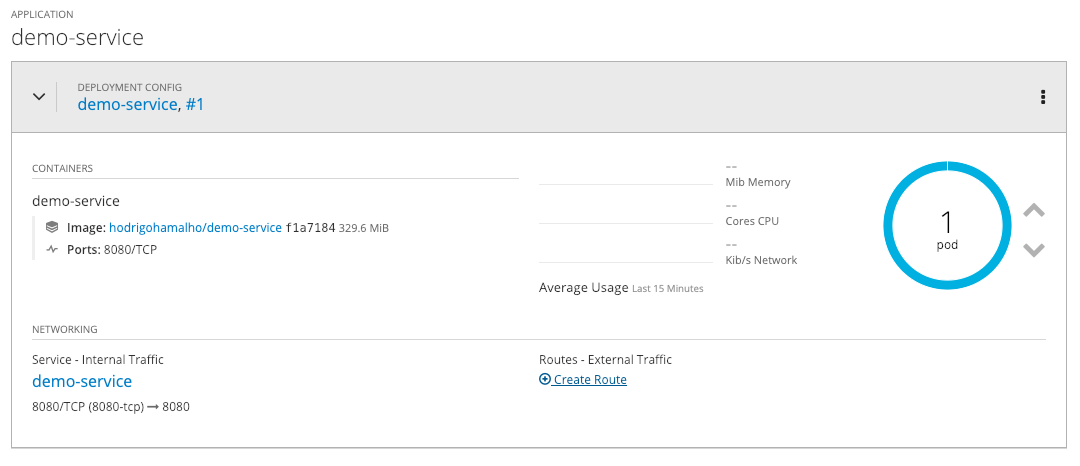 APPLICATION
demo-service
DEPLOYMENT CONFIG
demo-service, #1
CONTAINERS
demo-service
Image: hodrigohamalho/demo-service f1a7184 329.6 MiB
Ports: 8080/TCP
--
Mib Memory
--
Cores CPU
--
Kib/s Network
Average Usage Last 15 Minutes
1
pod
NETWORKING
Service - Internal Traffic
demo-service
8080/TCP (8080-tcp) → 8080
Routes - External Traffic
Create Route